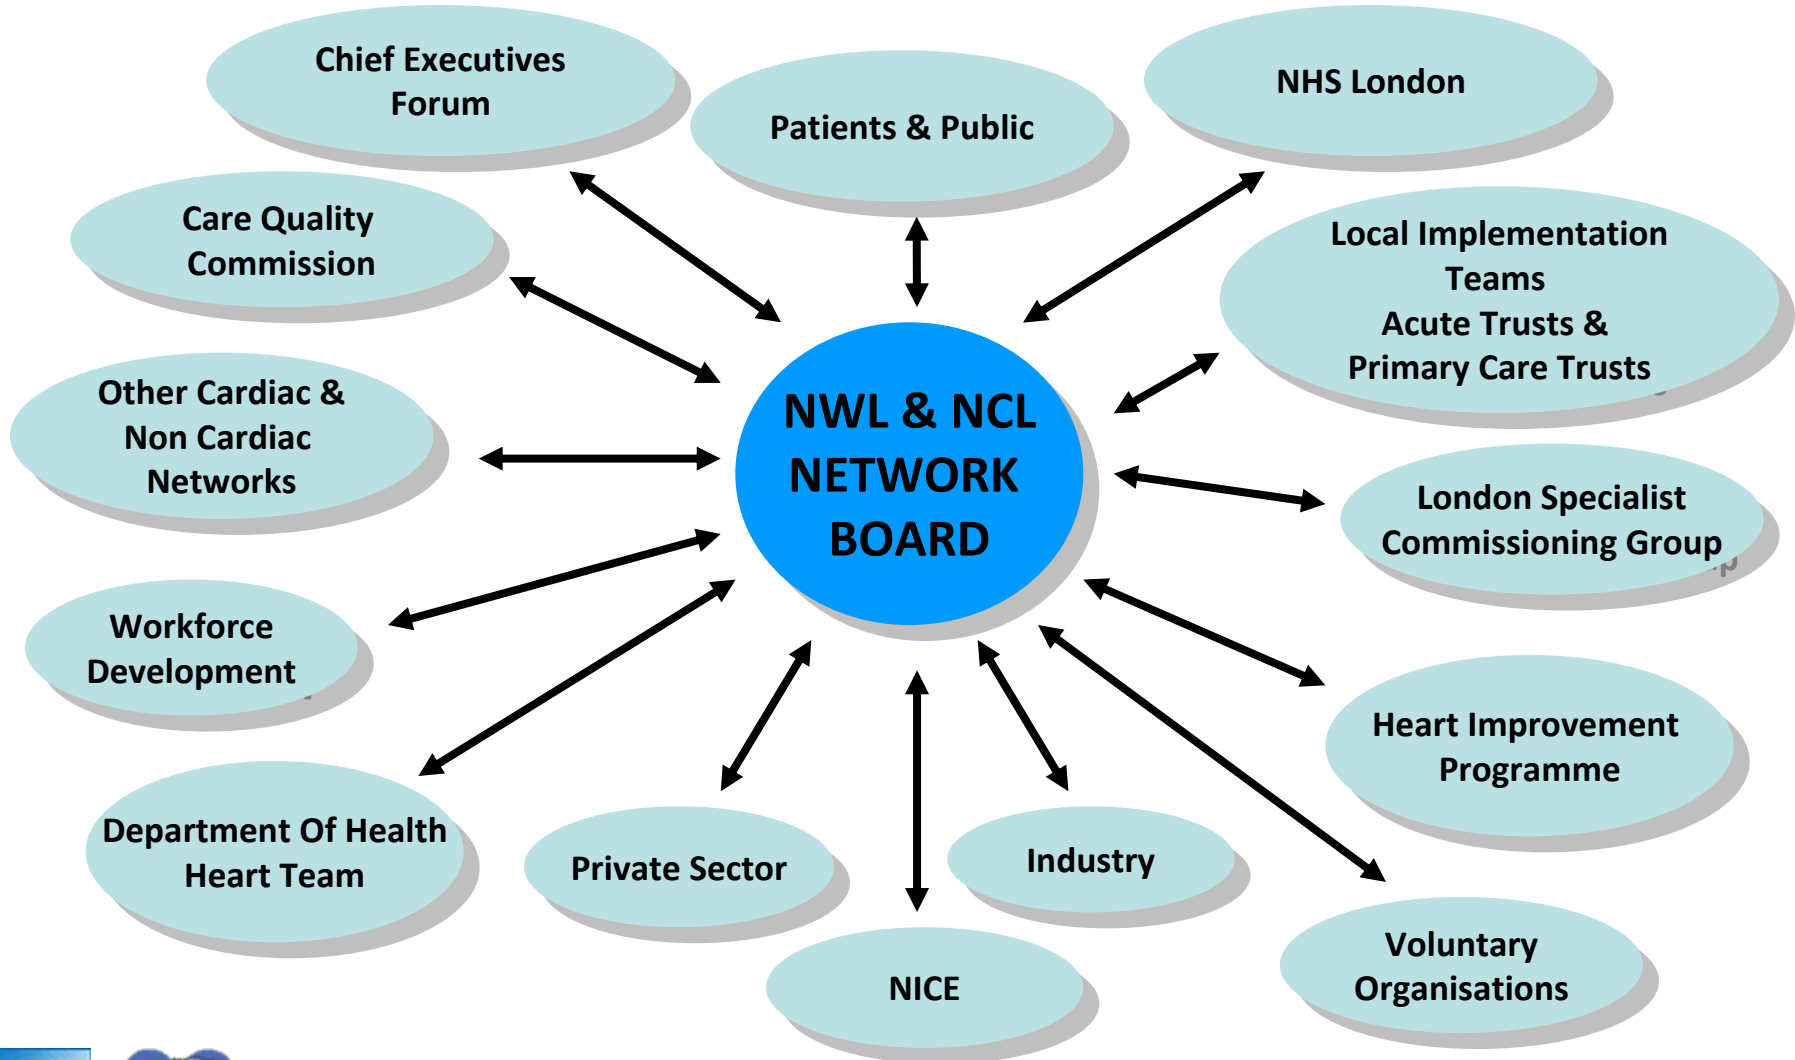 Chief Executives
Forum
Patients & Public
NHS London
Care Quality
Commission
Local Implementation
Teams
Acute Trusts &
Primary Care Trusts
Other Cardiac &
Non Cardiac
Networks
NWL & NCL
NETWORK
BOARD
London Specialist
Commissioning Group
Workforce
Development
Heart Improvement
Programme
Department Of Health
Heart Team
Private Sector
Industry
NICE
Voluntary
Organisations